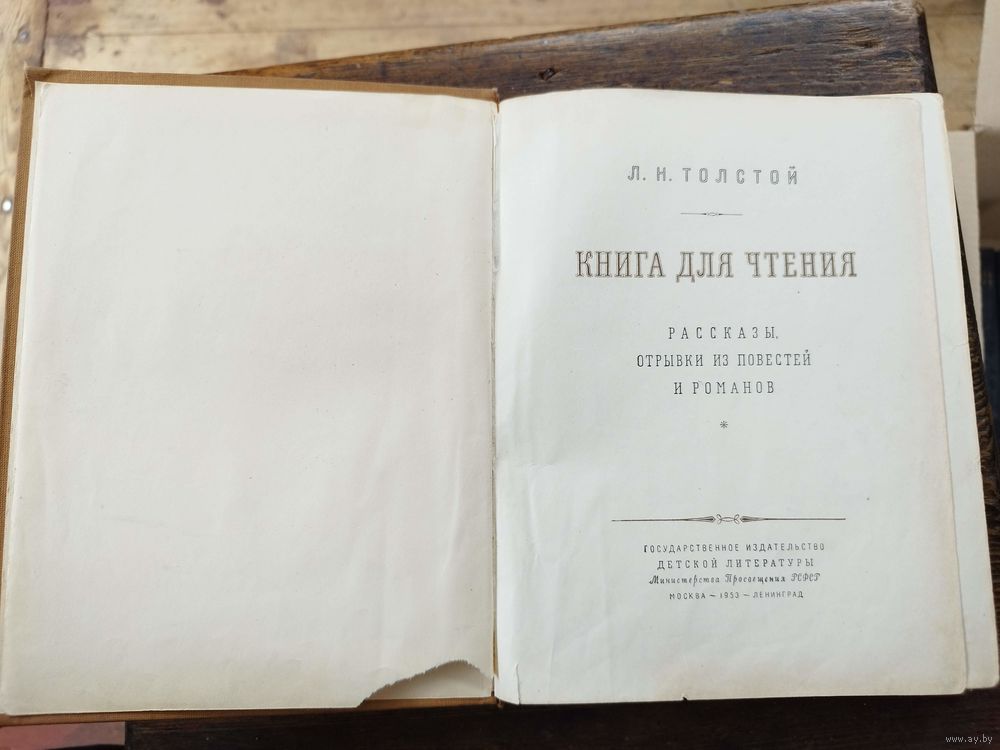 Л. Н. ТОЛСТОЙ
КНИГА ДЛЯ ЧТЕНИЯ
РАССКАЗЫ,
ОТРЫВКИ ИЗ ПОВЕСТЕЙ
И РОМАНОВ
*
ГОСУДАРСТВЕННОЕ ИЗДАТЕЛЬСТВО
ДЕТСКОЙ ЛИТЕРАТУРЫ
Министерства Просвещения РСФСР
МОСКВА — 1953 — ЛЕНИНГРАД
www.ay.by